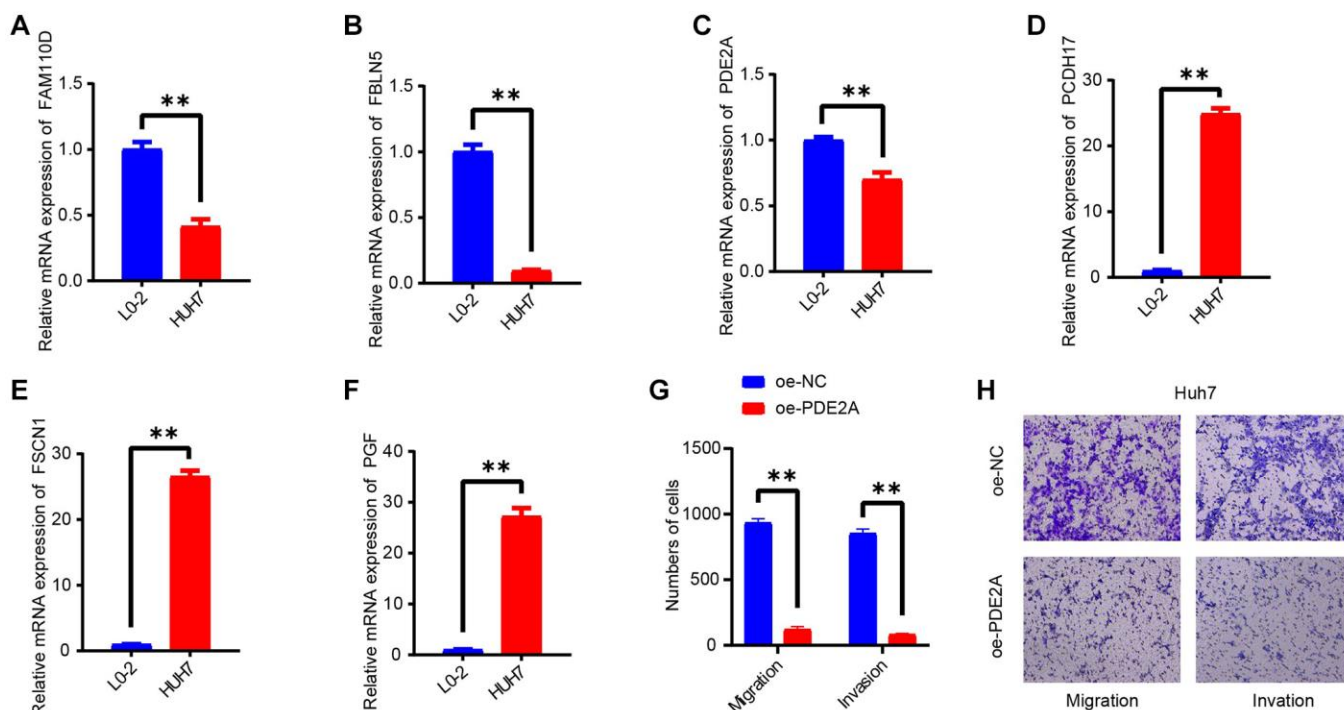 A
Relative mRNA expression of FAM110D
1.5
1.0
0.5
0.0
**
L0-2
HUH7
B
Relative mRNA expression of FBLN5
1.5
1.0
0.5
0.0
**
L0-2
HUH7
C
Relative mRNA expression of PDE2A
1.5
1.0
0.5
0.0
**
L0-2
HUH7
D
Relative mRNA expression of PCDH17
30
20
10
0
**
L0-2
HUH7
E
Relative mRNA expression of FSCN1
30
20
10
0
**
L0-2
HUH7
F
Relative mRNA expression of PGF
40
30
20
10
0
**
L0-2
HUH7
G
oe-NC
oe-PDE2A
Numbers of cells
1500
1000
500
0
**
**
Migration
Invasion
H
Huh7
oe-NC
oe-PDE2A
Migration
Invation